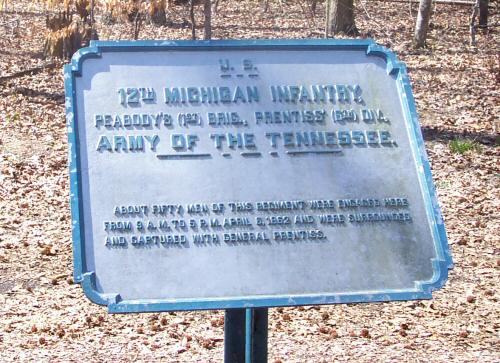 U. S.
12TH MICHIGAN INFANTRY,
PEABODY'S (1ST) BRIG., PRENTISS' (6TH) DIV.,
ARMY OF THE TENNESSEE.
ABOUT FIFTY MEN OF THIS REGIMENT WERE ENGAGED HERE
FROM 9 A.M. TO 5 P.M. APRIL 6, 1862 AND WERE SURROUNDED
AND CAPTURED WITH GENERAL PRENTISS.